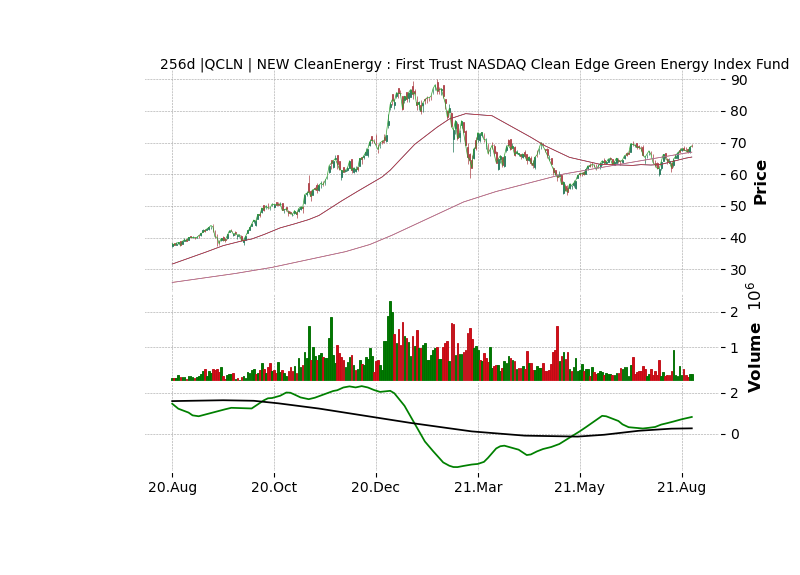 256d |QCLN | NEW CleanEnergy : First Trust NASDAQ Clean Edge Green Energy Index Fund
90
80
70
60
50
40
30
Price
2
1
Volume 10^6
2
0
20.Aug 20.Oct 20.Dec 21.Mar 21.May 21.Aug